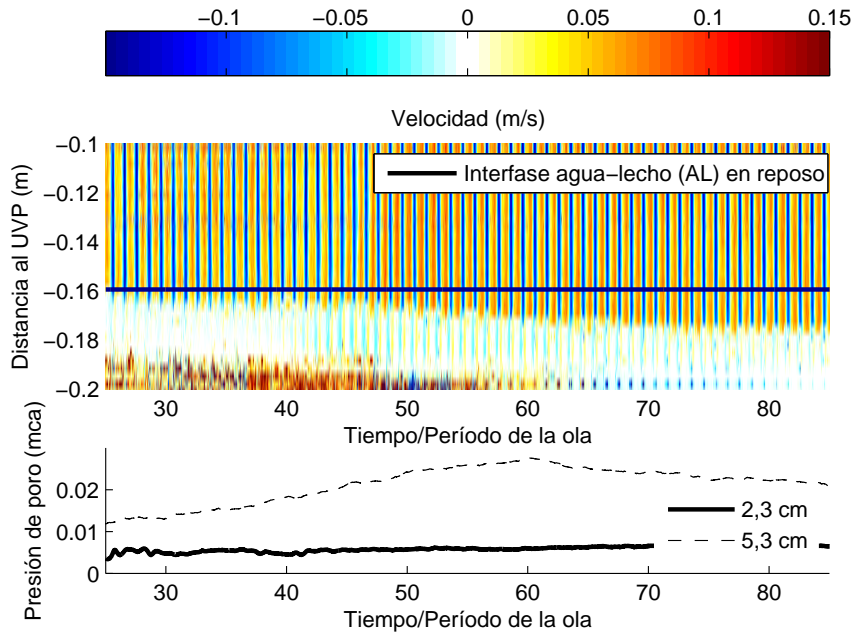 −0.1 −0.05 0 0.05 0.1 0.15
Velocidad (m/s)
Distancia al UVP (m)
−0.1
−0.12
−0.14
−0.16
−0.18
−0.2
Interfase agua−lecho (AL) en reposo
30 40 50 60 70 80
Tiempo/Período de la ola
Presión de poro (mca)
0.02
0.01
0
2,3 cm
5,3 cm
30 40 50 60 70 80
Tiempo/Período de la ola